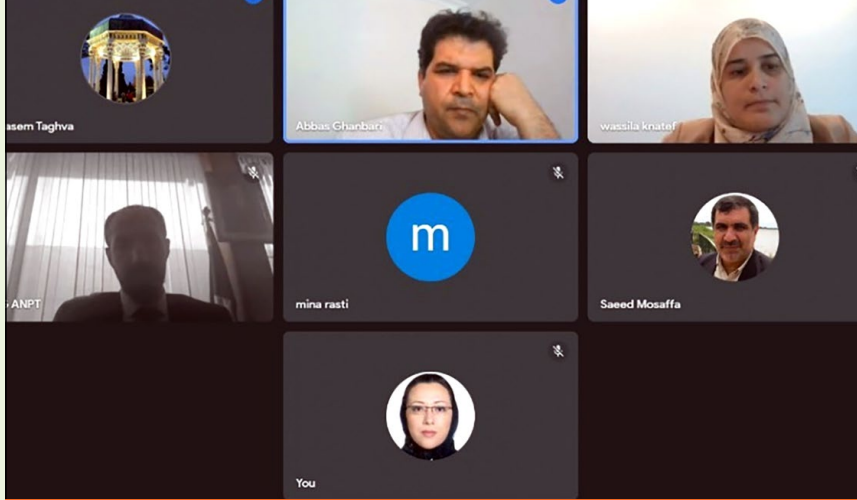 asem Taghva
Abbas Ghanbari
wassila knatef
ANPT
m
mina rasti
Saeed Mosaffa
You